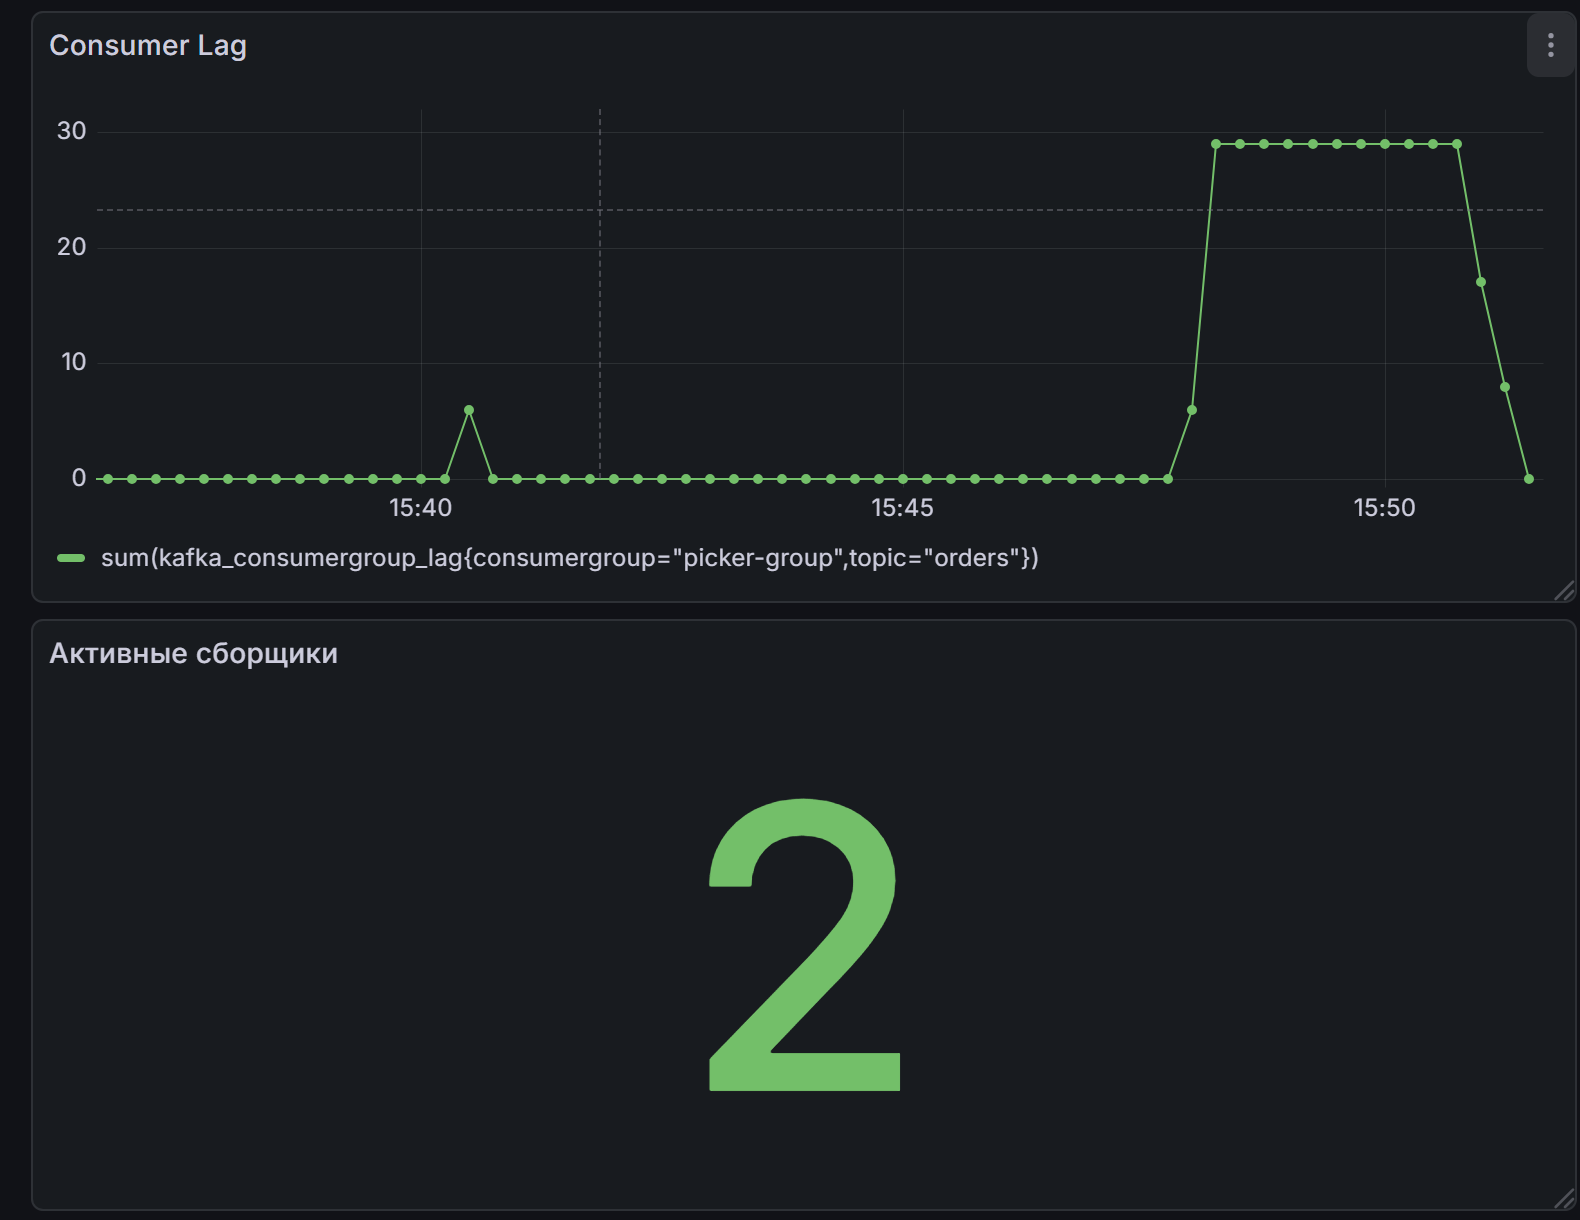 Consumer Lag
30
20
10
0
15:40 15:45 15:50
sum(kafka_consumergroup_lag{consumergroup="picker-group",topic="orders"})
Активные сборщики
2